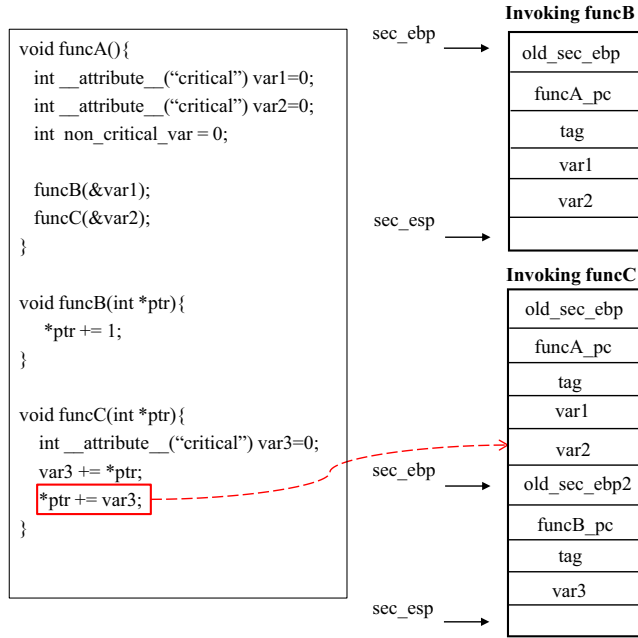 void funcA(){
int __attribute__(“critical”) var1=0;
int __attribute__(“critical”) var2=0;
int non_critical_var = 0;
funcB(&var1);
funcC(&var2);
}
void funcB(int *ptr){
*ptr += 1;
}
void funcC(int *ptr){
int __attribute__(“critical”) var3=0;
var3 += *ptr;
*ptr += var3;
}
Invoking funcB
sec_ebp
old_sec_ebp
funcA_pc
tag
var1
var2
sec_esp
Invoking funcC
old_sec_ebp
funcA_pc
tag
var1
var2
sec_ebp
old_sec_ebp2
funcB_pc
tag
var3
sec_esp